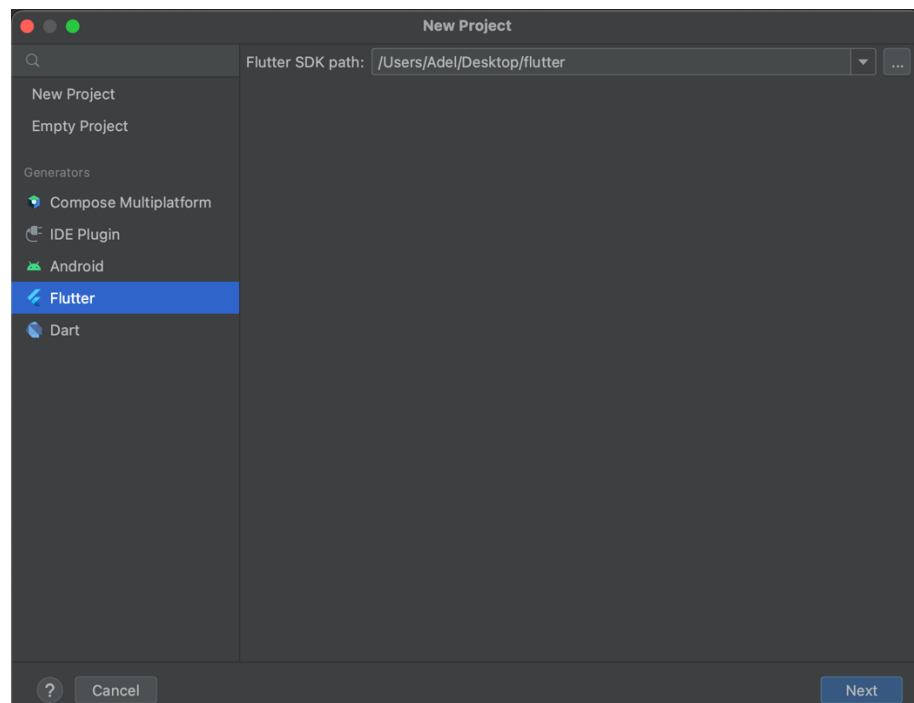 New Project
Flutter SDK path: /Users/Adel/Desktop/flutter ...
New Project
Empty Project
Generators
Compose Multiplatform
IDE Plugin
Android
Flutter
Dart
? Cancel Next